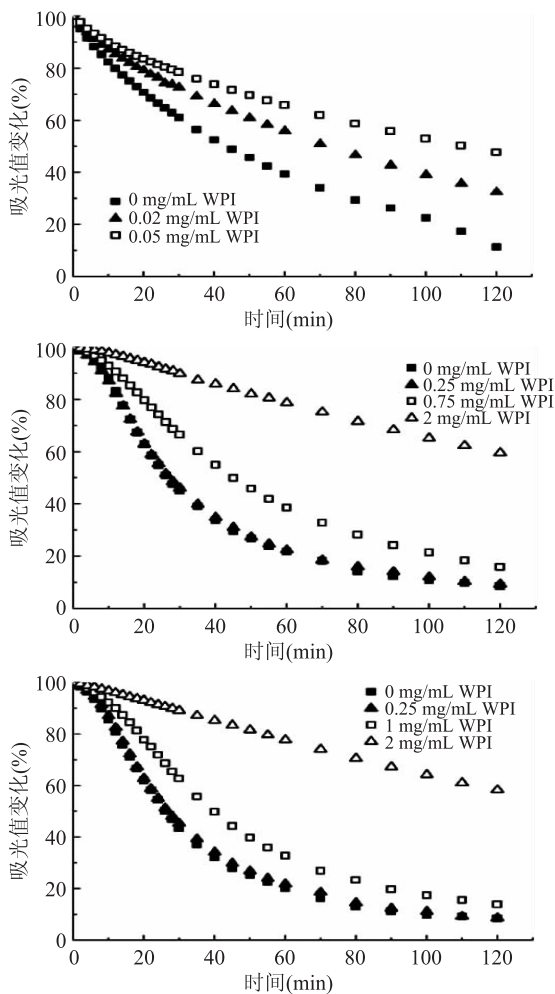 100
80
60
40
20
0
吸光值变化(%)
■ 0 mg/mL WPI
▲ 0.02 mg/mL WPI
□ 0.05 mg/mL WPI
0 20 40 60 80 100 120
时间(min)
100
80
60
40
20
0
吸光值变化(%)
■ 0 mg/mL WPI
▲ 0.25 mg/mL WPI
□ 0.75 mg/mL WPI
△ 2 mg/mL WPI
0 20 40 60 80 100 120
时间(min)
100
80
60
40
20
0
吸光值变化(%)
■ 0 mg/mL WPI
▲ 0.25 mg/mL WPI
□ 1 mg/mL WPI
△ 2 mg/mL WPI
0 20 40 60 80 100 120
时间(min)